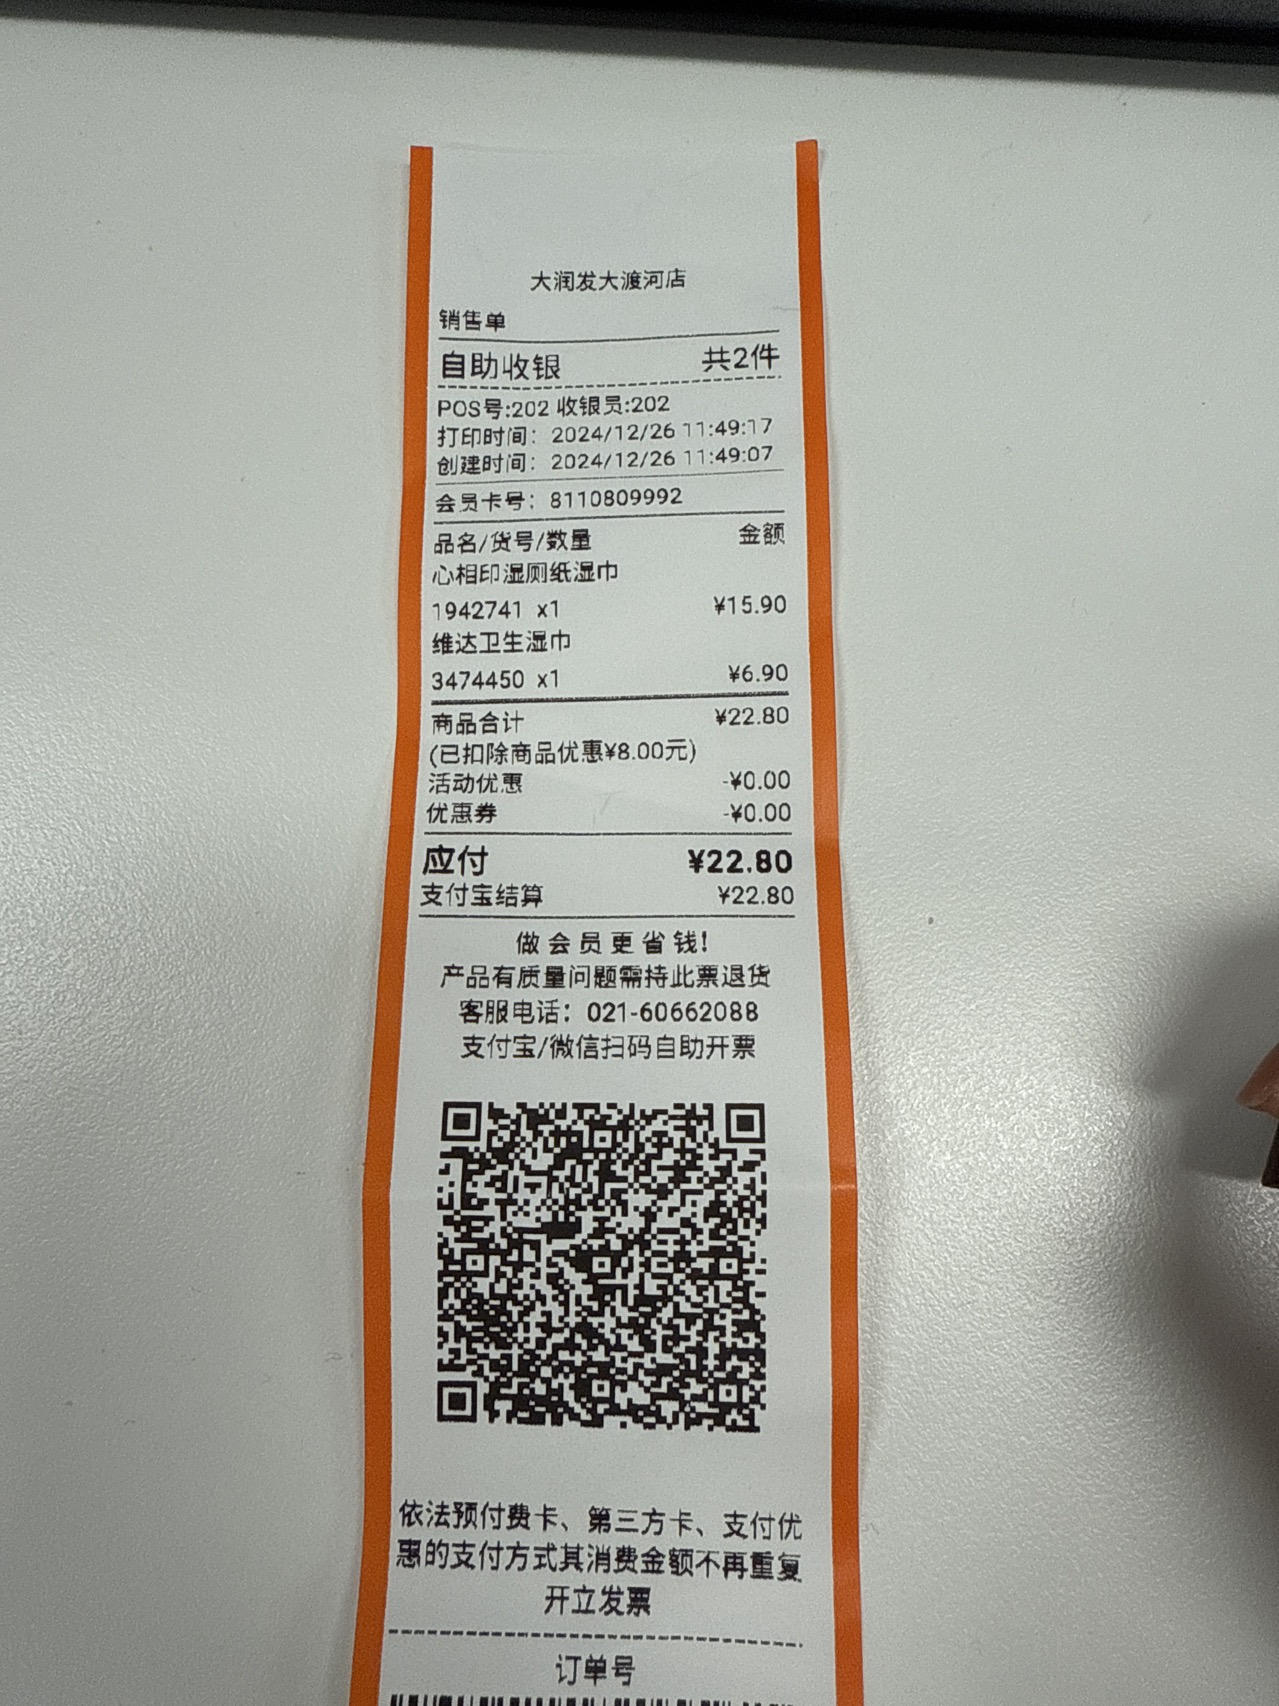 大润发大渡河店
销售单
自助收银 共2件
POS号:202 收银员:202
打印时间：2024/12/26 11:49:17
创建时间：2024/12/26 11:49:07
会员卡号：8110809992
品名/货号/数量 金额
心相印湿厕纸湿巾
1942741 x1 ¥15.90
维达卫生湿巾
3474450 x1 ¥6.90
商品合计 ¥22.80
(已扣除商品优惠¥8.00元)
活动优惠 -¥0.00
优惠券 -¥0.00
应付 ¥22.80
支付宝结算 ¥22.80
做会员更省钱!
产品有质量问题需持此票退货
客服电话：021-60662088
支付宝/微信扫码自助开票
依法预付费卡、第三方卡、支付优
惠的支付方式其消费金额不再重复
开立发票
订单号